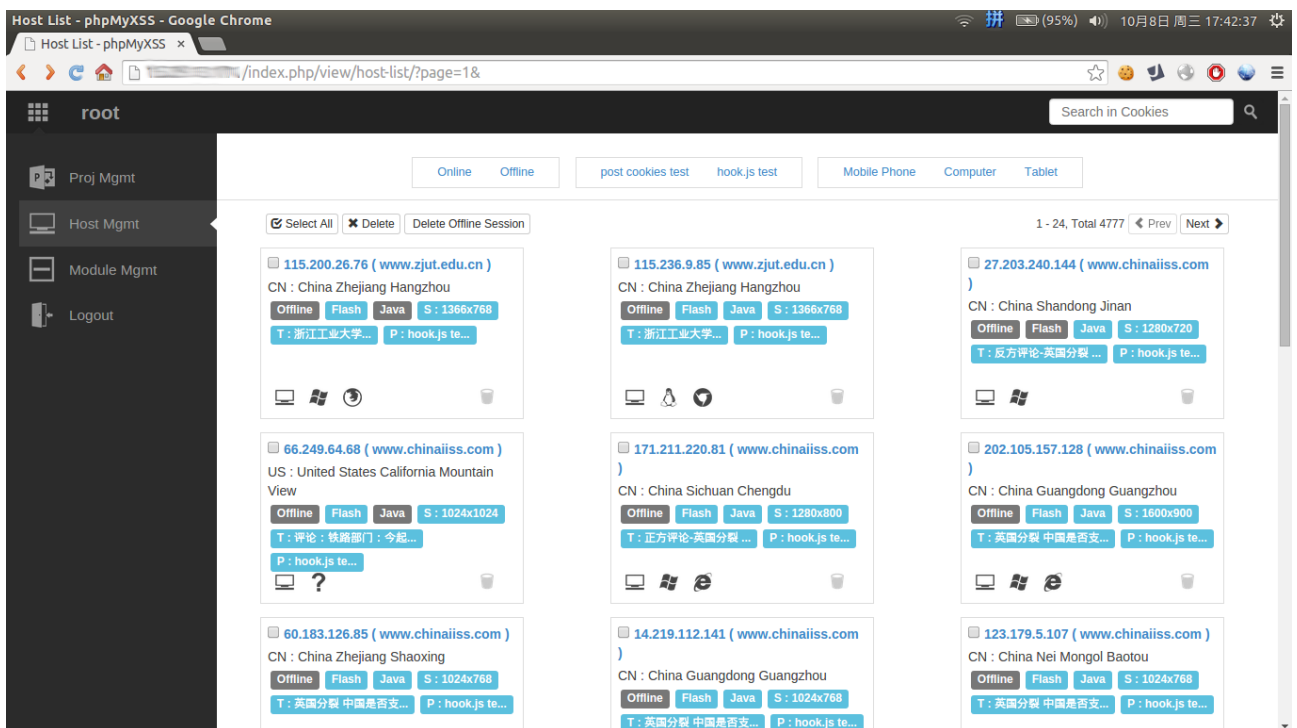 Host List - phpMyXSS - Google Chrome
(95%) 10月8日 周三 17:42:37
Host List - phpMyXSS ×
/index.php/view/host-list/?page=1&
root
Search in Cookies
Proj Mgmt
Host Mgmt
Module Mgmt
Logout
Online Offline
post cookies test hook.js test
Mobile Phone Computer Tablet
Select All Delete Delete Offline Session
1 - 24, Total 4777 Prev Next
115.200.26.76 ( www.zjut.edu.cn )
CN : China Zhejiang Hangzhou
Offline Flash Java S : 1366x768
T : 浙江工业大学... P : hook.js te...
115.236.9.85 ( www.zjut.edu.cn )
CN : China Zhejiang Hangzhou
Offline Flash Java S : 1366x768
T : 浙江工业大学... P : hook.js te...
27.203.240.144 ( www.chinaiiss.com
)
CN : China Shandong Jinan
Offline Flash Java S : 1280x720
T : 反方评论-英国分裂 ... P : hook.js te...
66.249.64.68 ( www.chinaiiss.com )
US : United States California Mountain
View
Offline Flash Java S : 1024x1024
T : 评论：铁路部门：今起...
P : hook.js te...
171.211.220.81 ( www.chinaiiss.com
)
CN : China Sichuan Chengdu
Offline Flash Java S : 1280x800
T : 正方评论-英国分裂 ... P : hook.js te...
202.105.157.128 ( www.chinaiiss.com
)
CN : China Guangdong Guangzhou
Offline Flash Java S : 1600x900
T : 英国分裂 中国是否支... P : hook.js te...
60.183.126.85 ( www.chinaiiss.com )
CN : China Zhejiang Shaoxing
Offline Flash Java S : 1024x768
T : 英国分裂 中国是否支... P : hook.js te...
14.219.112.141 ( www.chinaiiss.com
)
CN : China Guangdong Guangzhou
Offline Flash Java S : 1024x768
T : 英国分裂 中国是否支... P : hook.js te...
123.179.5.107 ( www.chinaiiss.com )
CN : China Nei Mongol Baotou
Offline Flash Java S : 1024x768
T : 英国分裂 中国是否支... P : hook.js te...